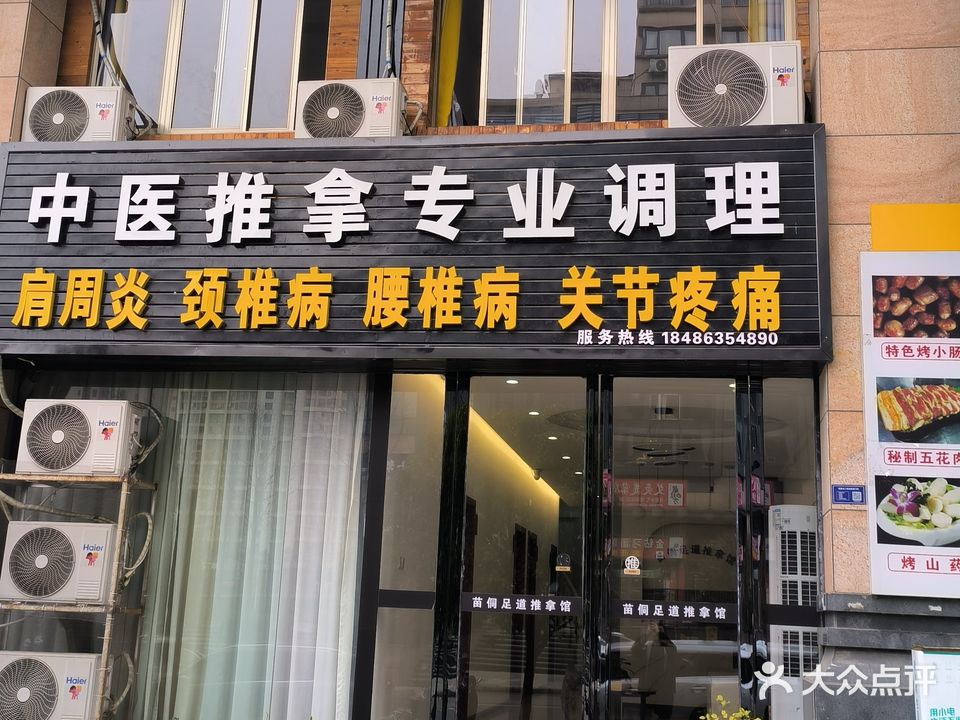 Haier
Haier
Haier
中医推拿专业调理
肩周炎 颈椎病 腰椎病 关节疼痛
服务热线 18486354890
特色烤小肠
Haier
秘制五花肉
Haier
烤山药
苗侗足道推拿馆
苗侗足道推拿馆
Haier
大众点评
用小电